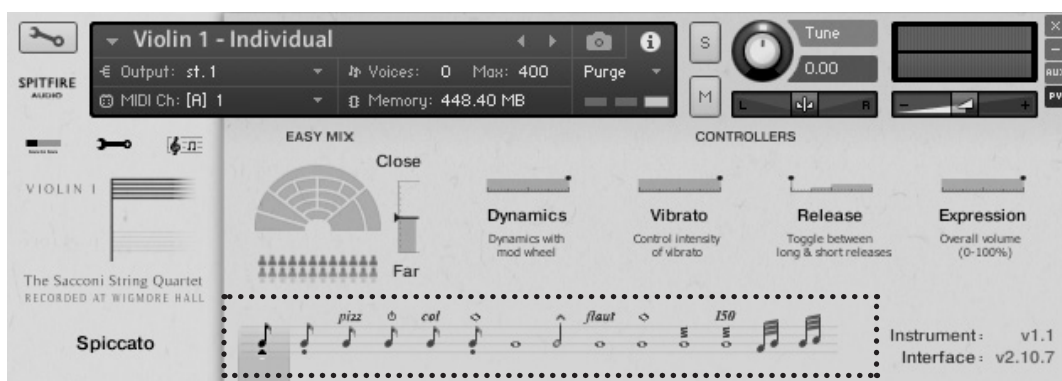 Violin 1 - Individual
S
Tune
0.00
Output: st.1
Voices: 0 Max: 400
Purge
MIDI Ch: [A] 1
Memory: 448.40 MB
M
L
R
AUX
PV
SPITFIRE
AUDIO
VIOLIN I
The Sacconi String Quartet
RECORDED AT WIGMORE HALL
Spiccato
EASY MIX
Close
Far
CONTROLLERS
Dynamics
Dynamics with
mod wheel
Vibrato
Control intensity
of vibrato
Release
Toggle between
long & short releases
Expression
Overall volume
(0-100%)
pizz
col
flaut
150
Instrument: v1.1
Interface: v2.10.7